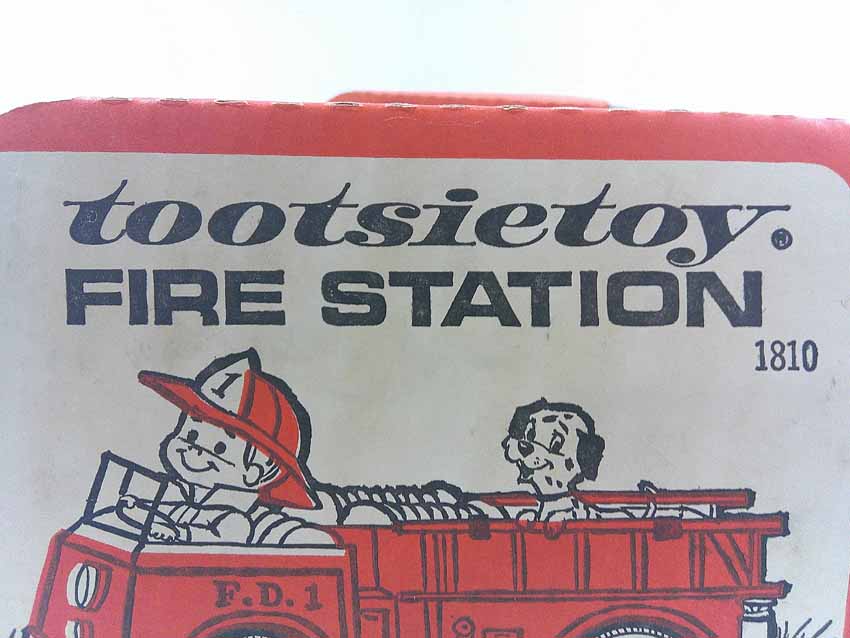 tootsietoy®
FIRE STATION
1810
1
F.D.1